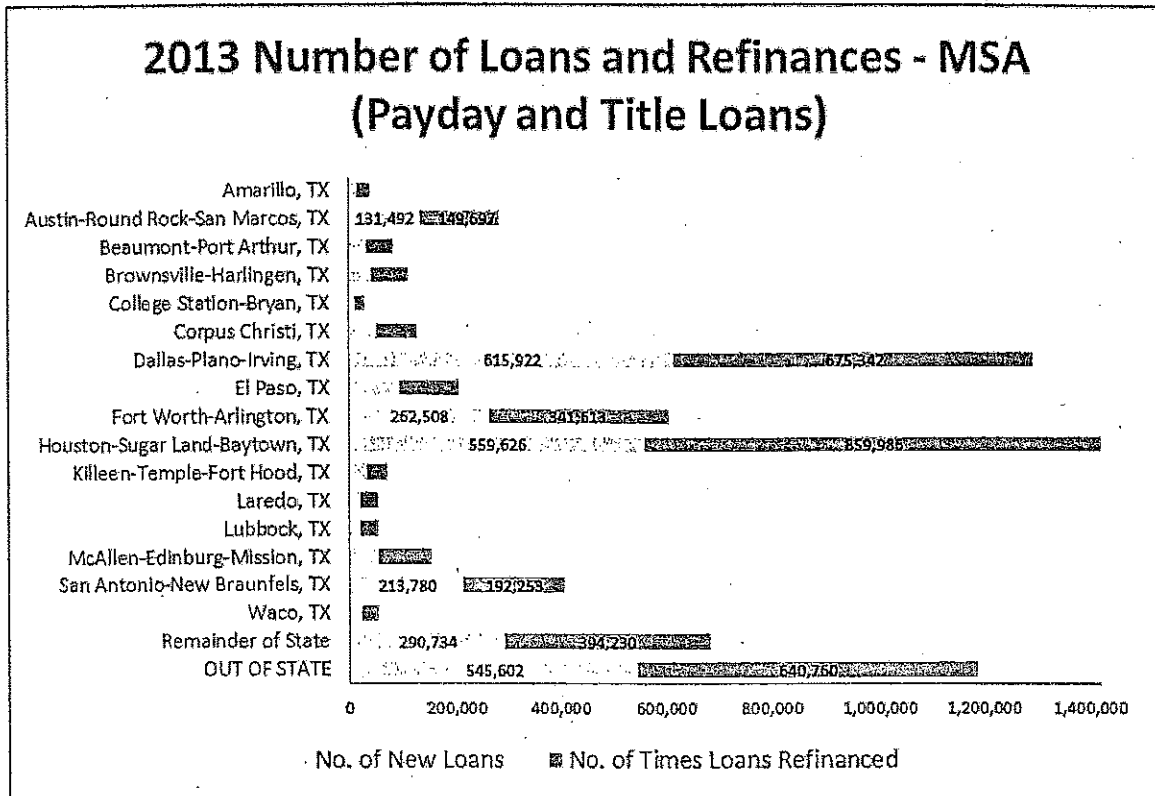 2013 Number of Loans and Refinances - MSA
(Payday and Title Loans)
Amarillo, TX
Austin-Round Rock-San Marcos, TX 131,492 149,697
Beaumont-Port Arthur, TX
Brownsville-Harlingen, TX
College Station-Bryan, TX
Corpus Christi, TX
Dallas-Plano-Irving, TX 615,922 675,342
El Paso, TX
Fort Worth-Arlington, TX 262,508 341,613
Houston-Sugar Land-Baytown, TX 559,626
Killeen-Temple-Fort Hood, TX
Laredo, TX
Lubbock, TX
McAllen-Edinburg-Mission, TX
San Antonio-New Braunfels, TX 213,780 192,253
Waco, TX
Remainder of State 290,734 394,230
OUT OF STATE 545,602 640,760
0 200,000 400,000 600,000 800,000 1,000,000 1,200,000 1,400,000
No. of New Loans No. of Times Loans Refinanced